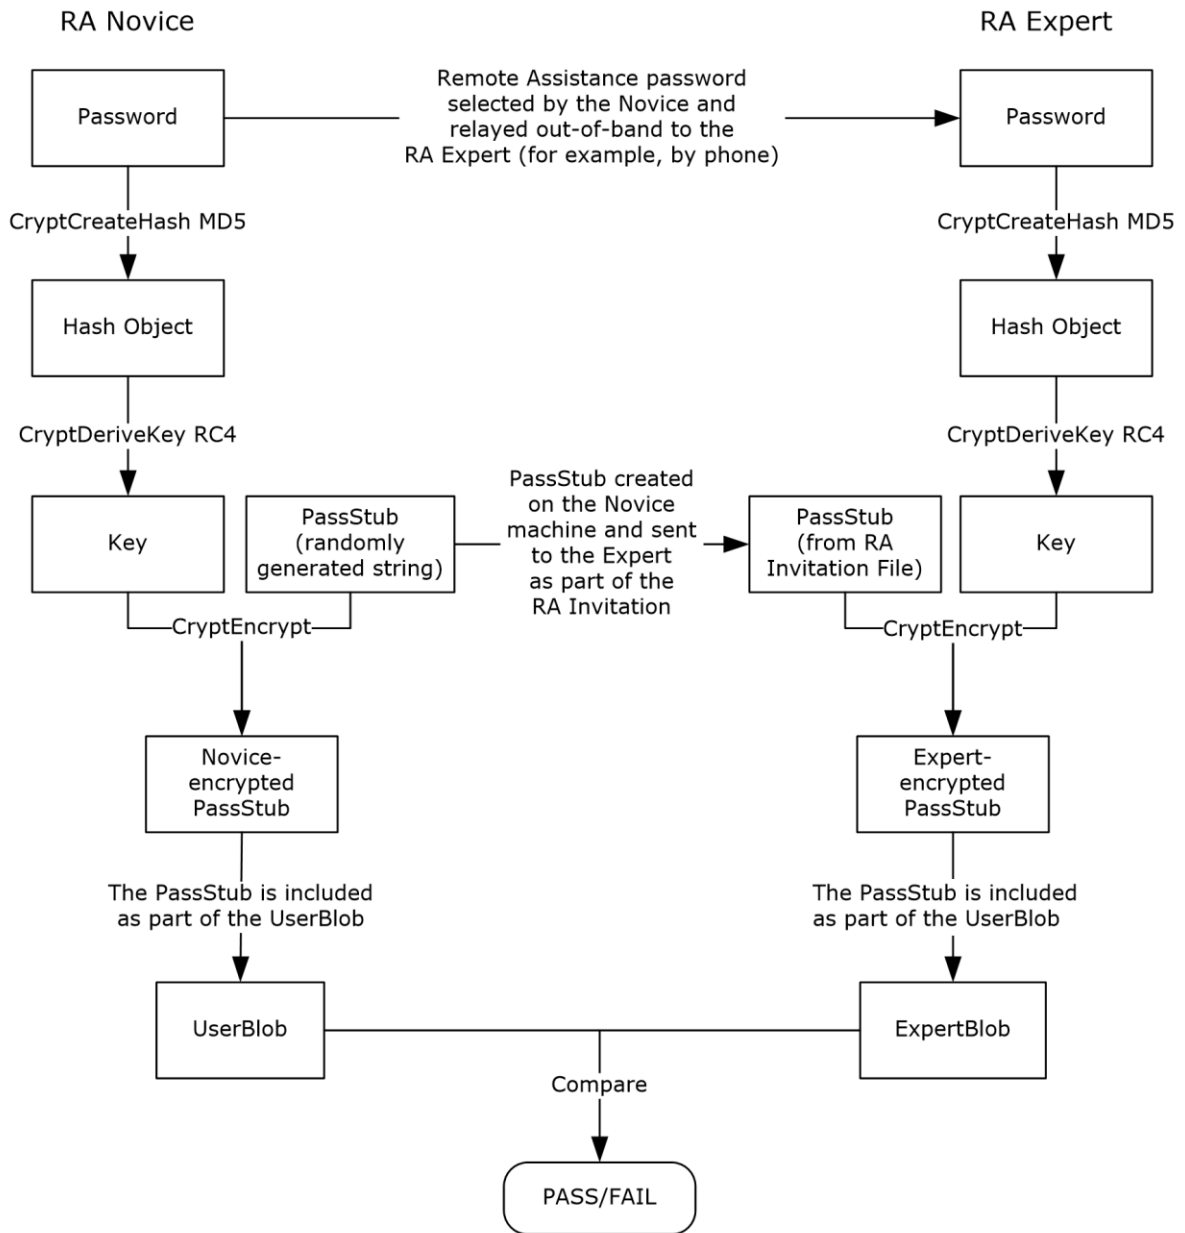 RA Novice
RA Expert
Password
Remote Assistance password
selected by the Novice and
relayed out-of-band to the
RA Expert (for example, by phone)
Password
CryptCreateHash MD5
CryptCreateHash MD5
Hash Object
Hash Object
CryptDeriveKey RC4
CryptDeriveKey RC4
Key
PassStub
(randomly
generated string)
PassStub created
on the Novice
machine and sent
to the Expert
as part of the
RA Invitation
PassStub
(from RA
Invitation File)
Key
CryptEncrypt
CryptEncrypt
Novice-
encrypted
PassStub
Expert-
encrypted
PassStub
The PassStub is included
as part of the UserBlob
The PassStub is included
as part of the UserBlob
UserBlob
ExpertBlob
Compare
PASS/FAIL